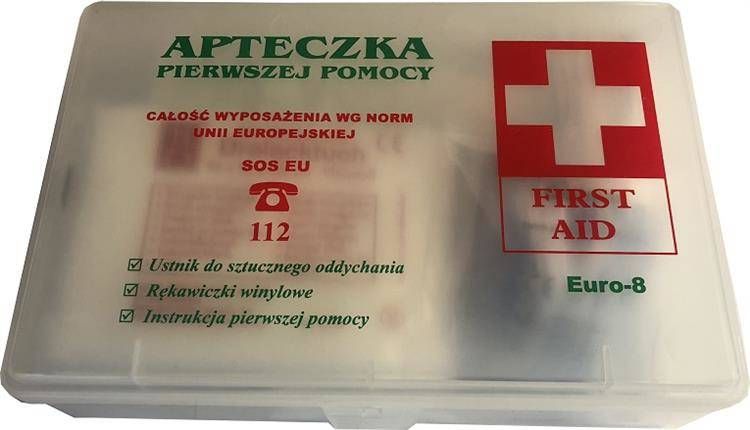 APTECZKA
PIERWSZEJ POMOCY
CAŁOŚĆ WYPOSAŻENIA WG NORM
UNII EUROPEJSKIEJ
SOS EU
112
☑ Ustnik do sztucznego oddychania
☑ Rękawiczki winylowe
☑ Instrukcja pierwszej pomocy
FIRST
AID
Euro-8